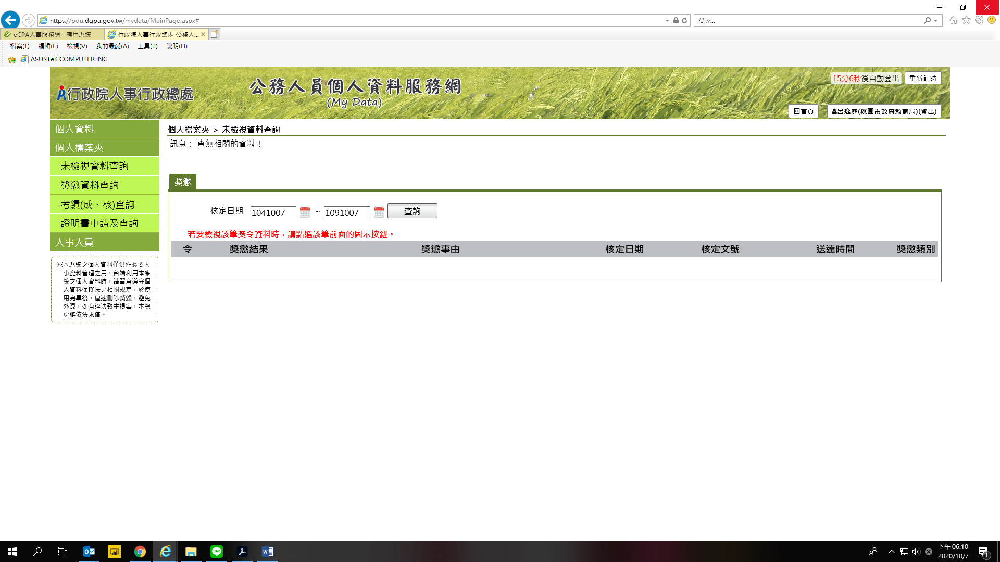 https://pdu.dgpa.gov.tw/mydata/MainPage.aspx#
搜尋...
eCPA人事服務網 - 應用系統
行政院人事行政總處 公務人...
檔案(F) 編輯(E) 檢視(V) 我的最愛(A) 工具(T) 說明(H)
ASUSTeK COMPUTER INC
行政院人事行政總處
公務人員個人資料服務網
(My Data)
15分6秒後自動登出 重新計時
回首頁 呂逸庭(桃園市政府教育局)(登出)
個人資料
個人檔案夾
未檢視資料查詢
獎懲資料查詢
考績(成、核)查詢
證明書申請及查詢
人事人員
※本系統之個人資料僅供作必要人
事資料管理之用，台端利用本系
統之個人資料時，請留意遵守個
人資料保護法之相關規定，於使
用完畢後，儘速刪除銷毀，避免
外洩，如有違法致生損害，本總
處將依法求償。
個人檔案夾 > 未檢視資料查詢
訊息： 查無相關的資料！
獎懲
核定日期 1041007 ~ 1091007 查詢
若要檢視該筆獎令資料時，請點選該筆前面的圖示按鈕。
令 獎懲結果 獎懲事由 核定日期 核定文號 送達時間 獎懲類別
下午 06:10
2020/10/7
1